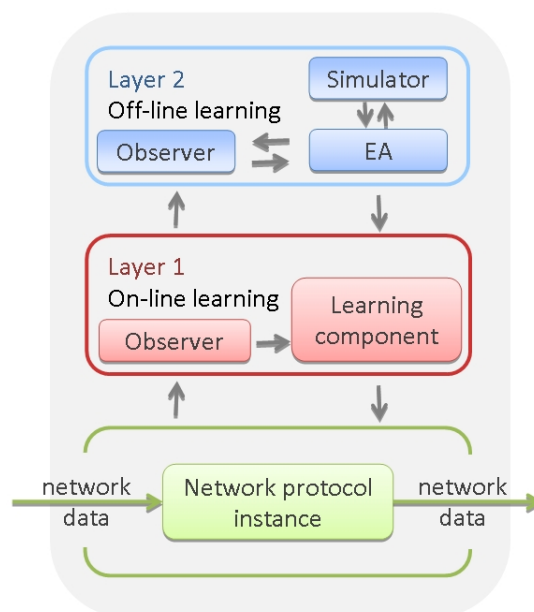 Layer 2
Off-line learning
Simulator
Observer
EA
Layer 1
On-line learning
Learning
component
Observer
network
data
Network protocol
instance
network
data